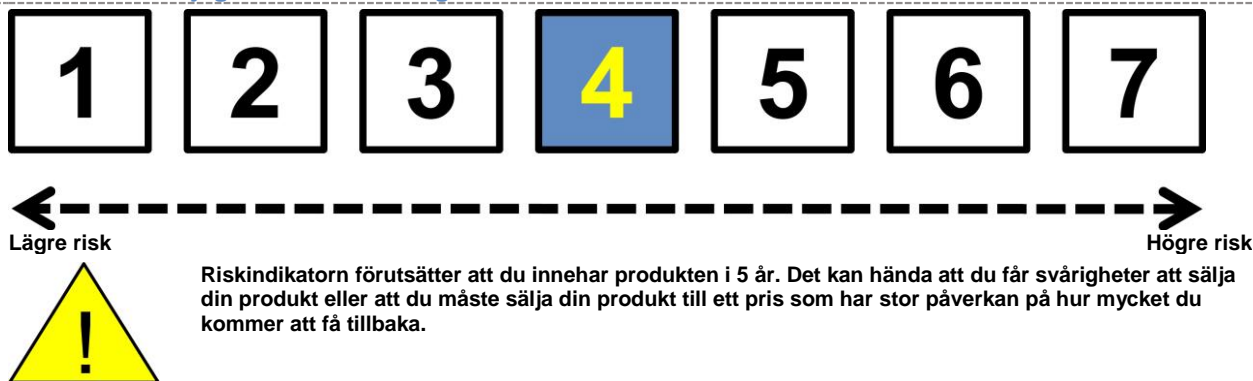 1 2 3 4 5 6 7
Lägre risk Högre risk
Riskindikatorn förutsätter att du innehar produkten i 5 år. Det kan hända att du får svårigheter att sälja
din produkt eller att du måste sälja din produkt till ett pris som har stor påverkan på hur mycket du
kommer att få tillbaka.
!